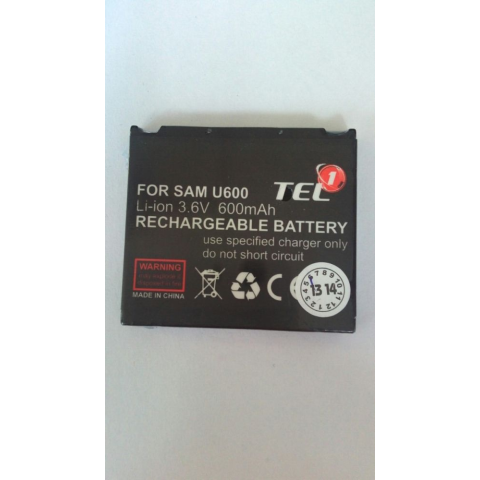 FOR SAM U600
TEL 1
Li-ion 3.6V 600mAh
RECHARGEABLE BATTERY
use specified charger only
do not short circuit
WARNING
MADE IN CHINA
13 14